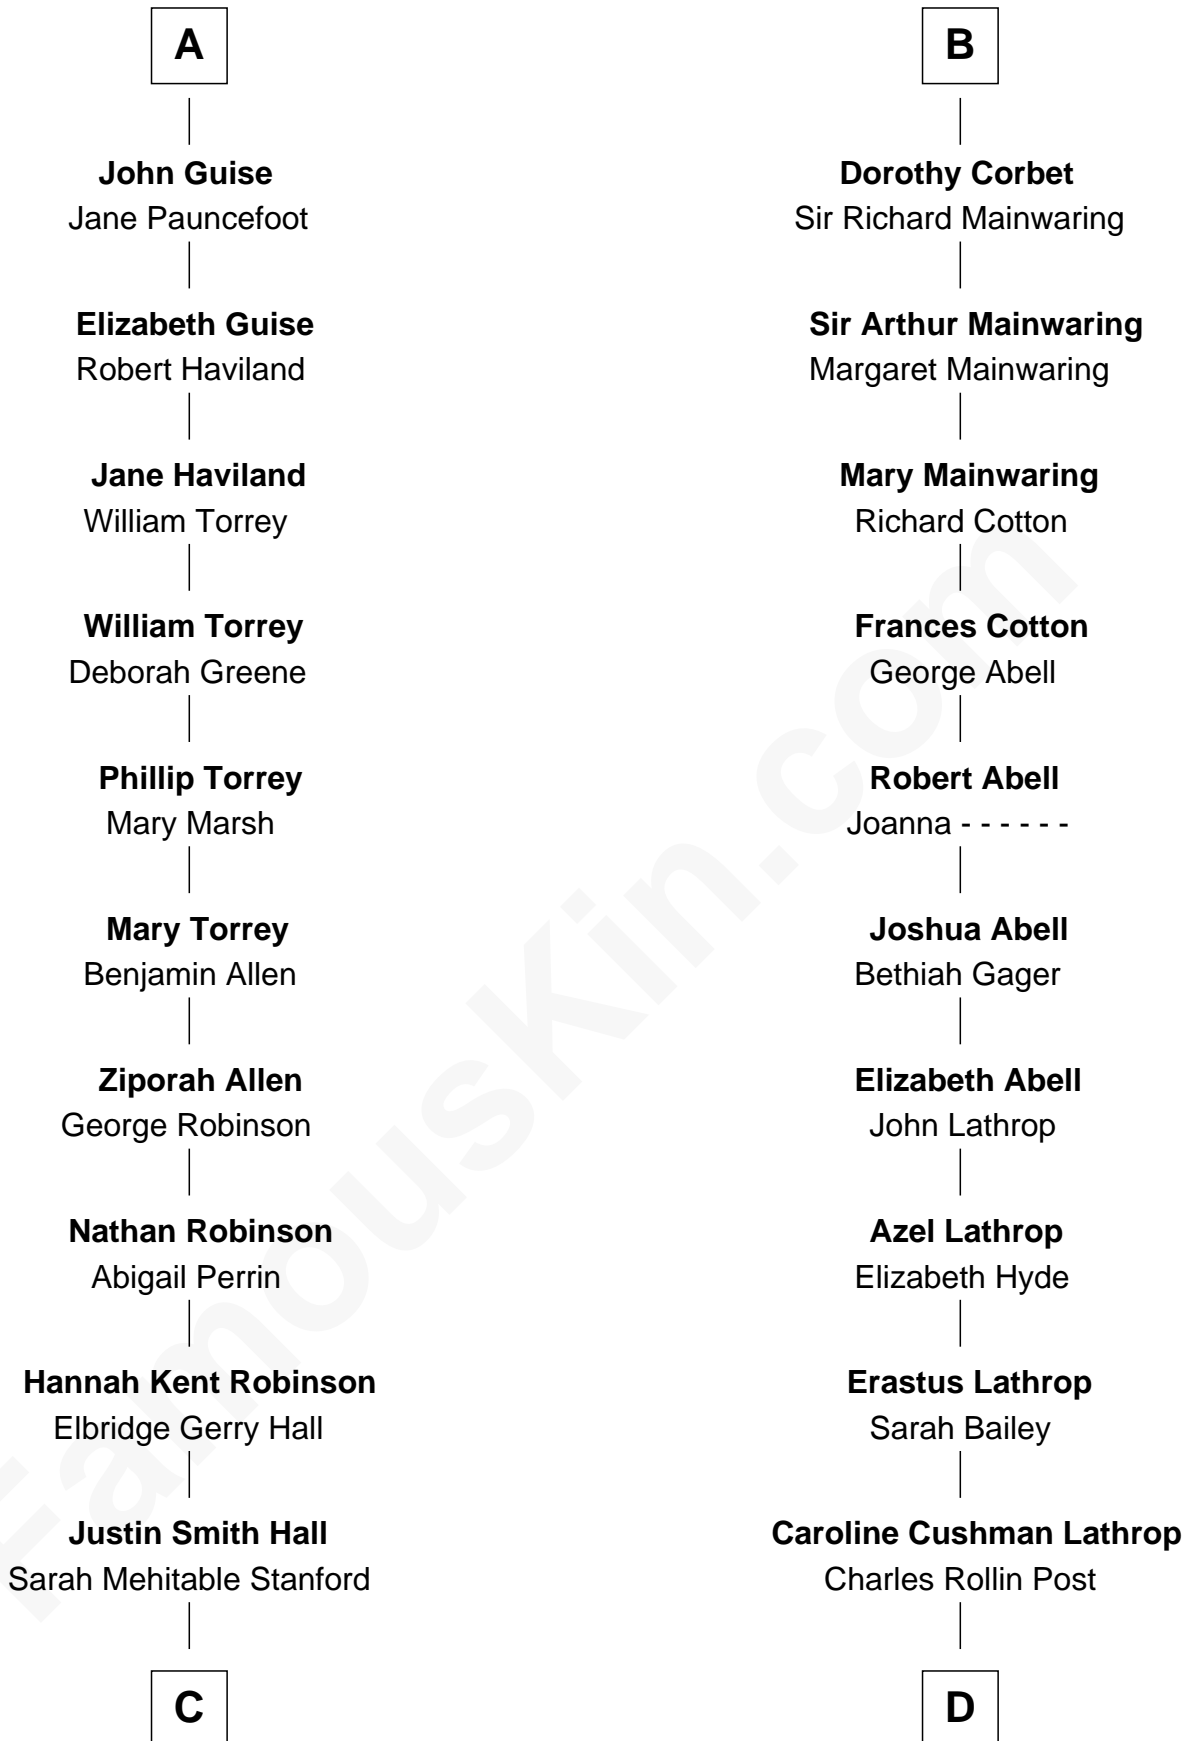 A
John Guise
Jane Pauncefoot
Elizabeth Guise
Robert Haviland
Jane Haviland
William Torrey
William Torrey
Deborah Greene
Phillip Torrey
Mary Marsh
Mary Torrey
Benjamin Allen
Ziporah Allen
George Robinson
Nathan Robinson
Abigail Perrin
Hannah Kent Robinson
Elbridge Gerry Hall
Justin Smith Hall
Sarah Mehitable Stanford
C
B
Dorothy Corbet
Sir Richard Mainwaring
Sir Arthur Mainwaring
Margaret Mainwaring
Mary Mainwaring
Richard Cotton
Frances Cotton
George Abell
Robert Abell
Joanna - - - - - -
Joshua Abell
Bethiah Gager
Elizabeth Abell
John Lathrop
Azel Lathrop
Elizabeth Hyde
Erastus Lathrop
Sarah Bailey
Caroline Cushman Lathrop
Charles Rollin Post
D
FamousKin.com